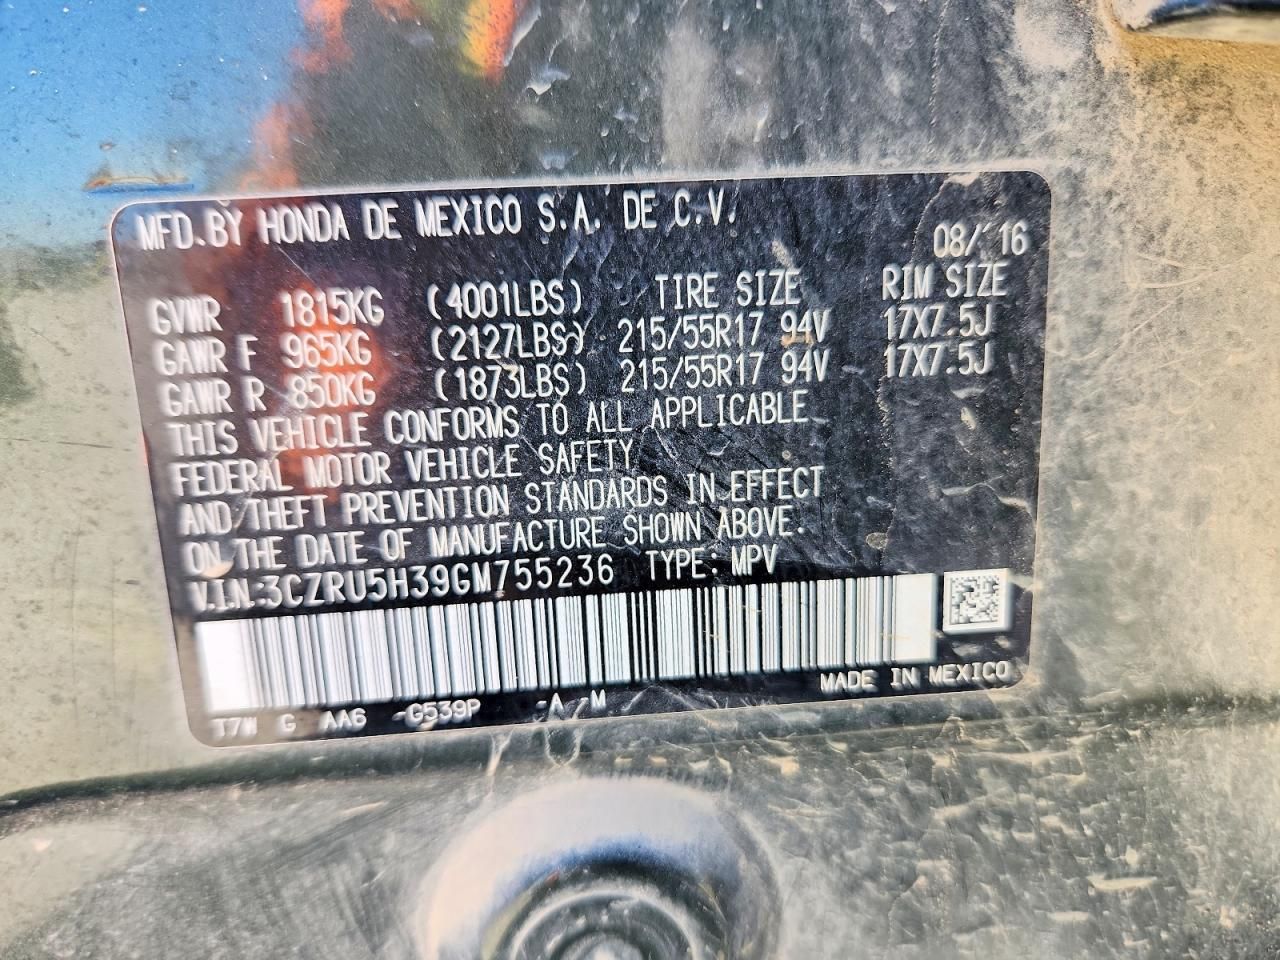 MFD. BY HONDA DE MEXICO S.A. DE C.V.
08/ 16
GVWR 1815KG (4001LBS) TIRE SIZE RIM SIZE
GAWR F 965KG (2127LBS) 215/55R17 94V 17X7.5J
GAWR R 850KG (1873LBS) 215/55R17 94V 17X7.5J
THIS VEHICLE CONFORMS TO ALL APPLICABLE
FEDERAL MOTOR VEHICLE SAFETY
AND THEFT PREVENTION STANDARDS IN EFFECT
ON THE DATE OF MANUFACTURE SHOWN ABOVE.
V.I.N: 3CZRU5H39GM755236 TYPE: MPV
MADE IN MEXICO
T7W G AA6 -G539P -A -M